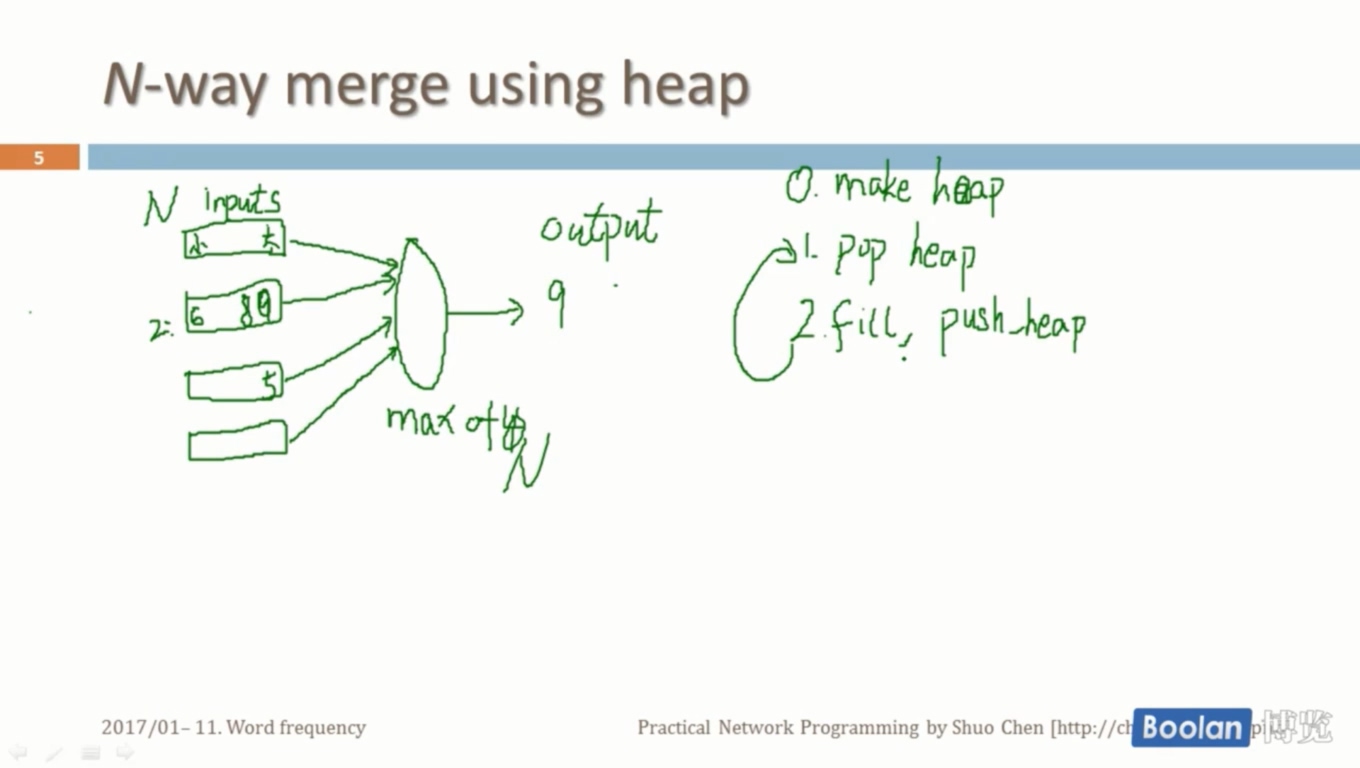 N-way merge using heap
5
N inputs
小 大
2: 6 8 9
5
max of N
output
9
0. make heap
1. pop heap
2. fill, push_heap
2017/01– 11. Word frequency
Practical Network Programming by Shuo Chen [http://ch
Boolan 博览